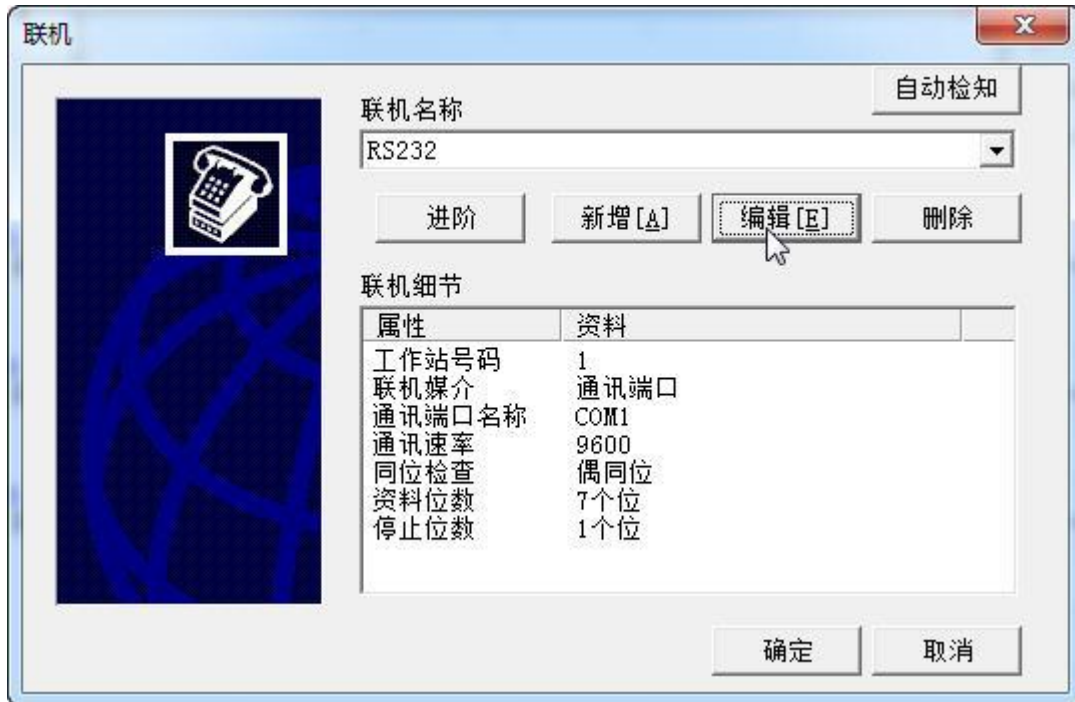 联机
自动检知
联机名称
RS232
进阶 新增[A] 编辑[E] 删除
联机细节
属性 资料
工作站号码 1
联机媒介 通讯端口
通讯端口名称 COM1
通讯速率 9600
同位检查 偶同位
资料位数 7个位
停止位数 1个位
确定 取消